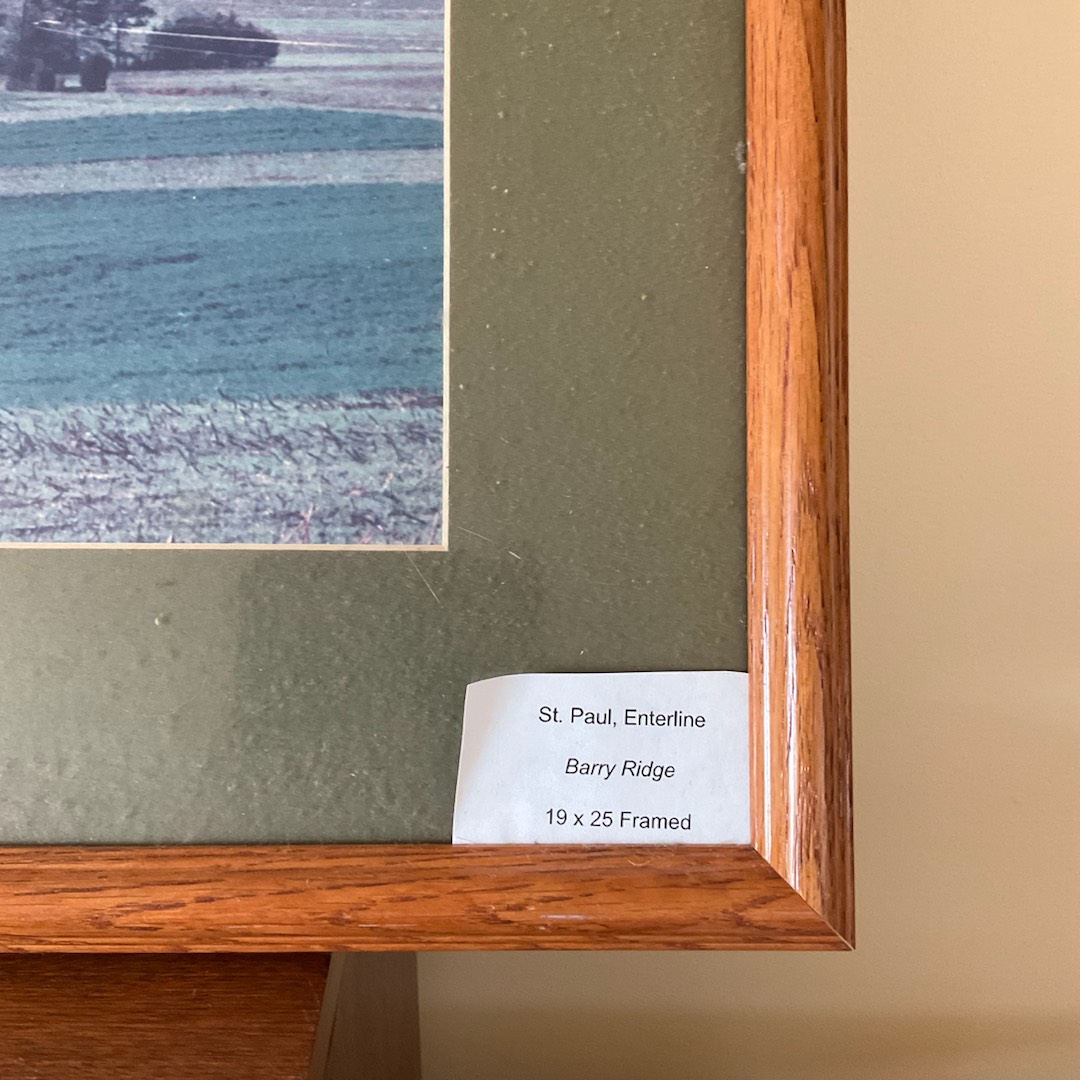 St. Paul, Enterline
Barry Ridge
19 x 25 Framed